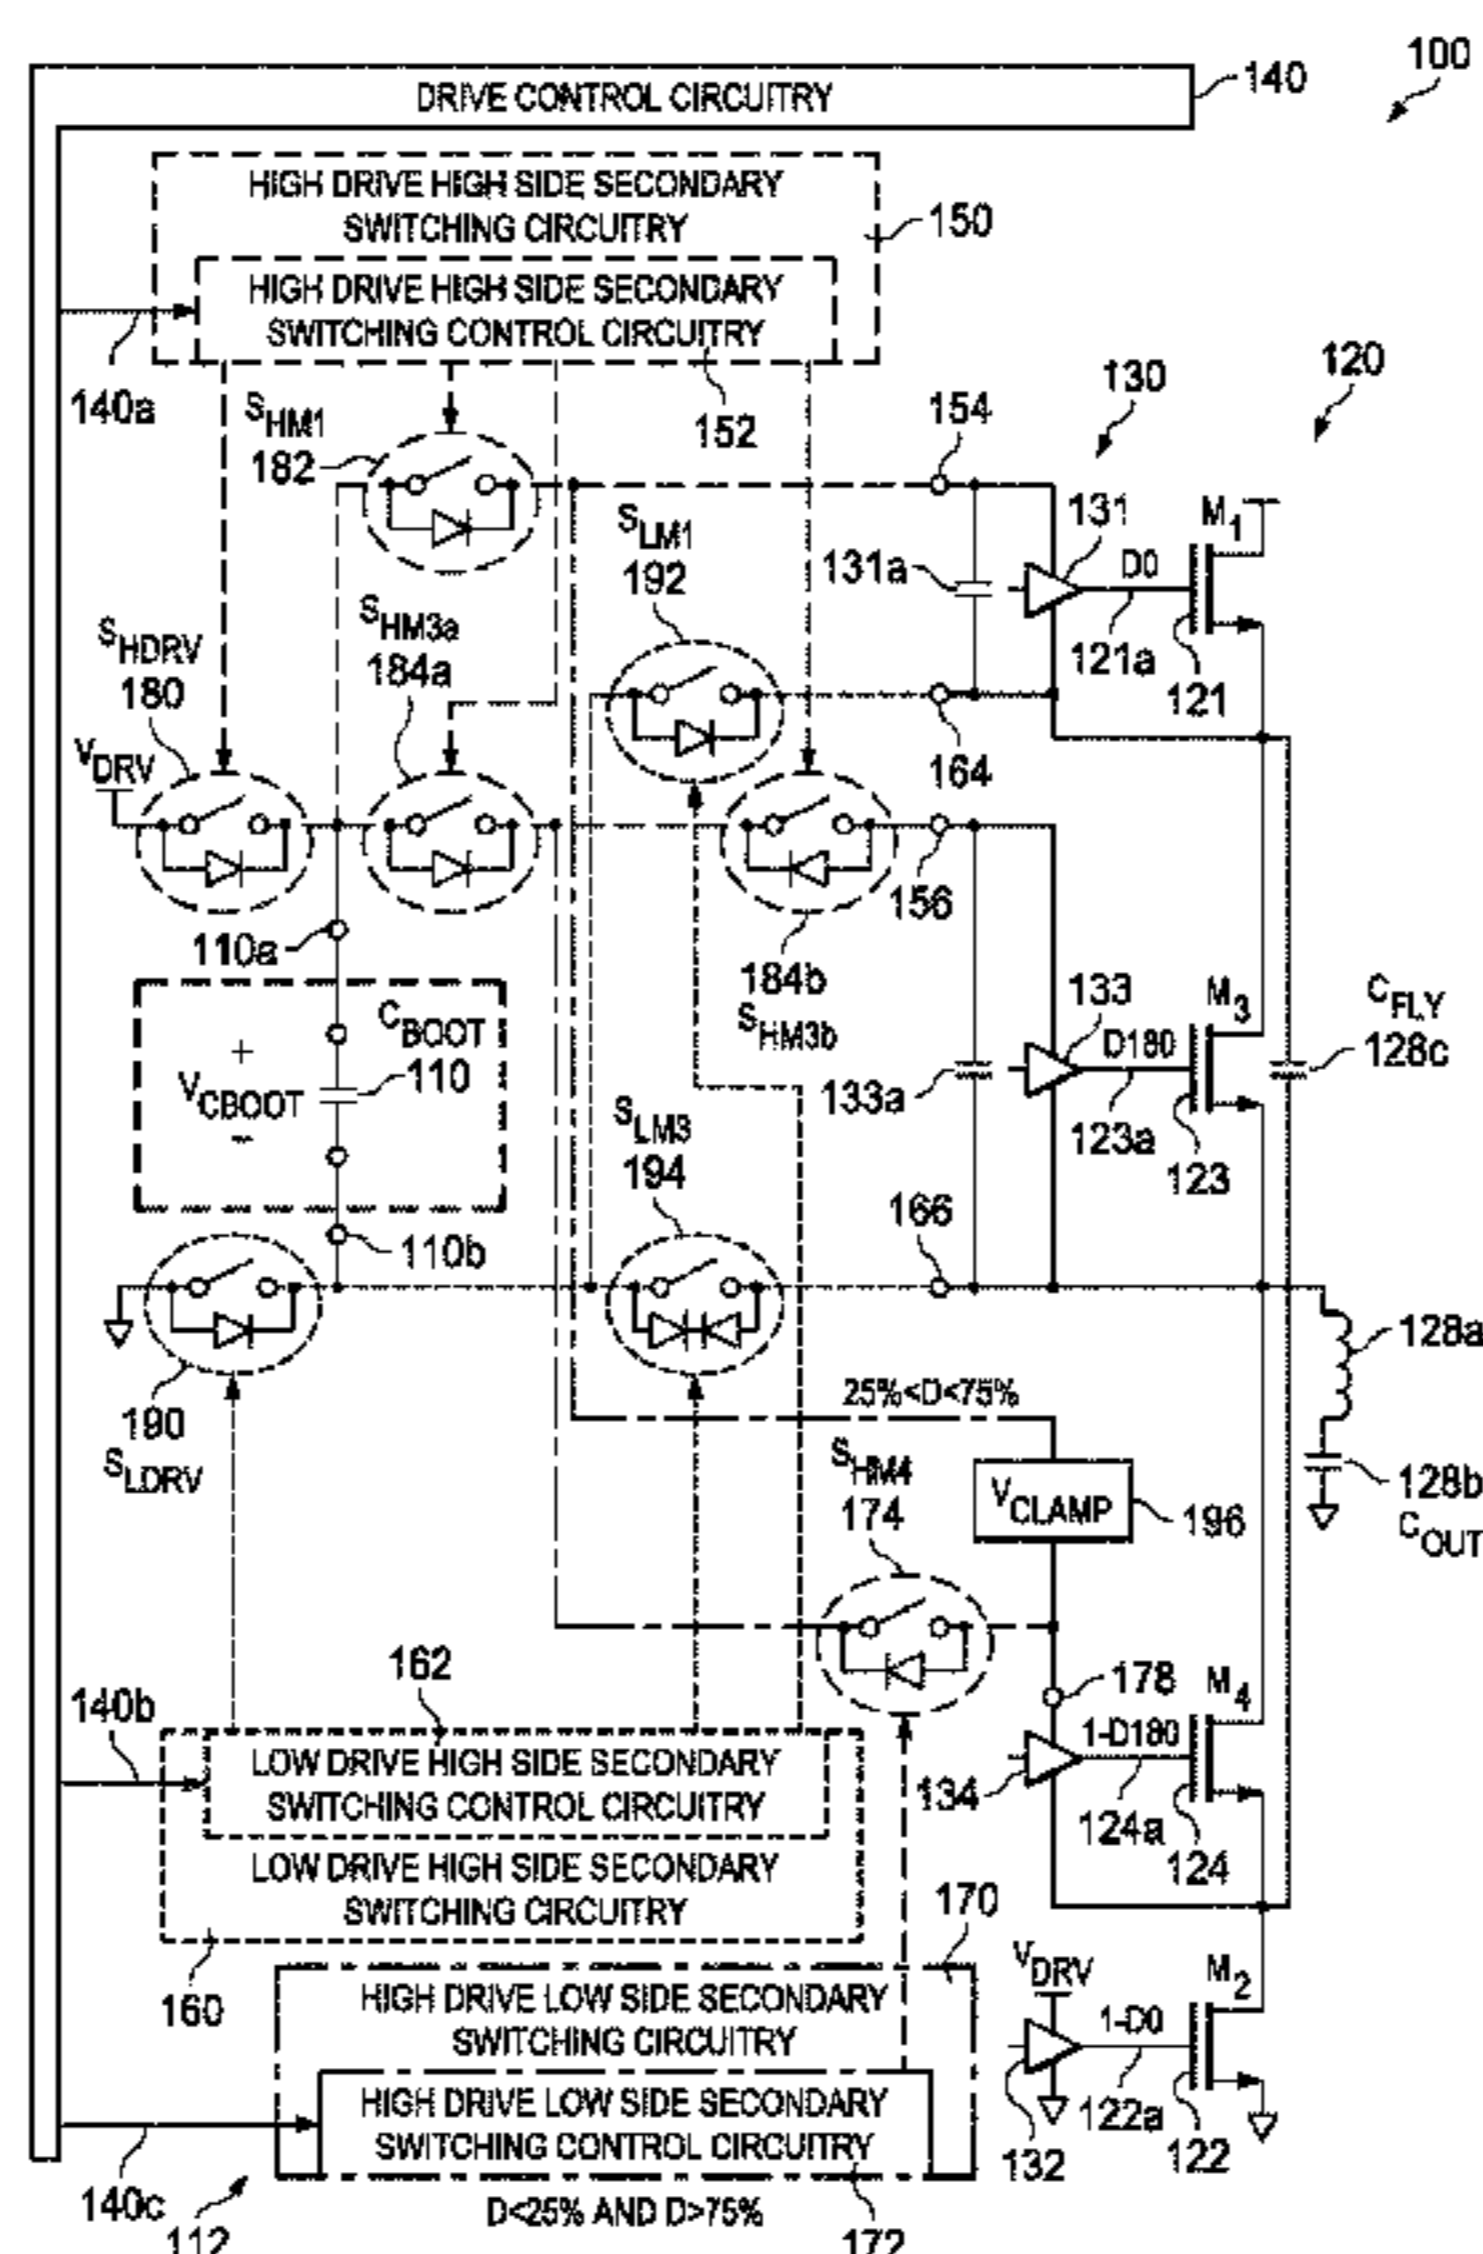 100
DRIVE CONTROL CIRCUITRY
140
HIGH DRIVE HIGH SIDE SECONDARY
SWITCHING CIRCUITRY
150
HIGH DRIVE HIGH SIDE SECONDARY
SWITCHING CONTROL CIRCUITRY
140a
152
130
120
SHM1
182
154
SLM1
192
131a
131
D0
M1
121a
121
SHDRV
180
SHM3a
184a
VDRV
164
156
110a
184b
SHM3b
CBOOT
110
+
VCBOOT
-
133
D180
M3
CFLY
128c
133a
123a
123
SLM3
194
166
110b
190
SLDRV
128a
25%<D<75%
SHM4
174
VCLAMP
196
128b
COUT
162
178
M4
140b
1-D180
134
124a
124
LOW DRIVE HIGH SIDE SECONDARY
SWITCHING CONTROL CIRCUITRY
LOW DRIVE HIGH SIDE SECONDARY
SWITCHING CIRCUITRY
160
170
VDRV
M2
1-D0
HIGH DRIVE LOW SIDE SECONDARY
SWITCHING CIRCUITRY
132
122a
122
HIGH DRIVE LOW SIDE SECONDARY
SWITCHING CONTROL CIRCUITRY
140c
112
D<25% AND D>75%
172